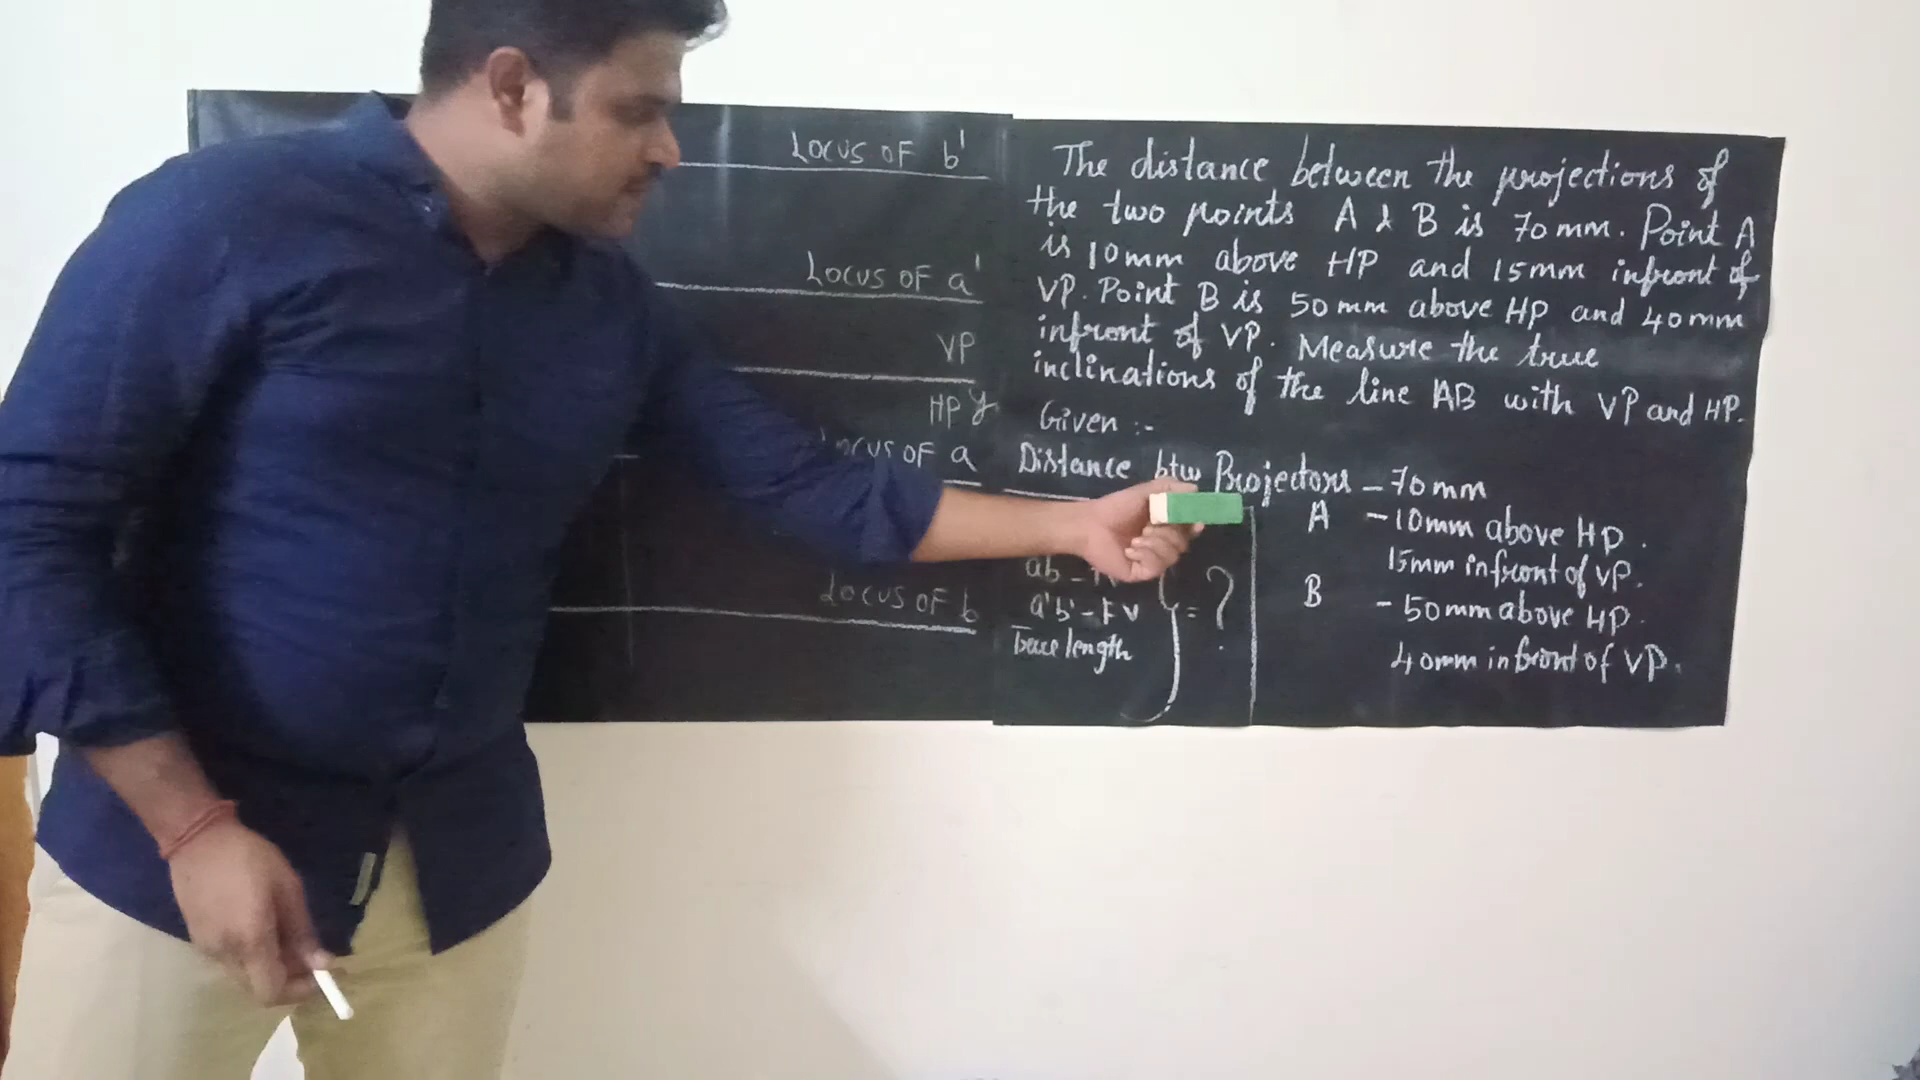 Locus of b'
Locus of a'
VP
HP y
Locus of a
Locus of b
The distance between the projections of
the two points A & B is 70mm. Point A
is 10mm above HP and 15mm infront of
VP. Point B is 50mm above HP and 40mm
infront of VP. Measure the true
inclinations of the line AB with VP and HP.
Given :-
Distance btw Projectors - 70mm
A - 10mm above HP.
15mm infront of VP.
B - 50mm above HP.
40mm infront of VP.
ab -
a'b' - FV = ?
True length